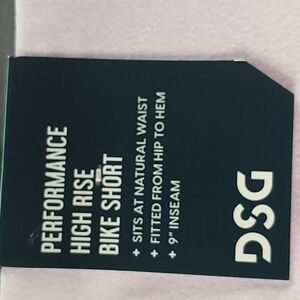 PERFORMANCE
HIGH RISE
BIKE SHORT
+ SITS AT NATURAL WAIST
+ FITTED FROM HIP TO HEM
+ 9" INSEAM
DSG